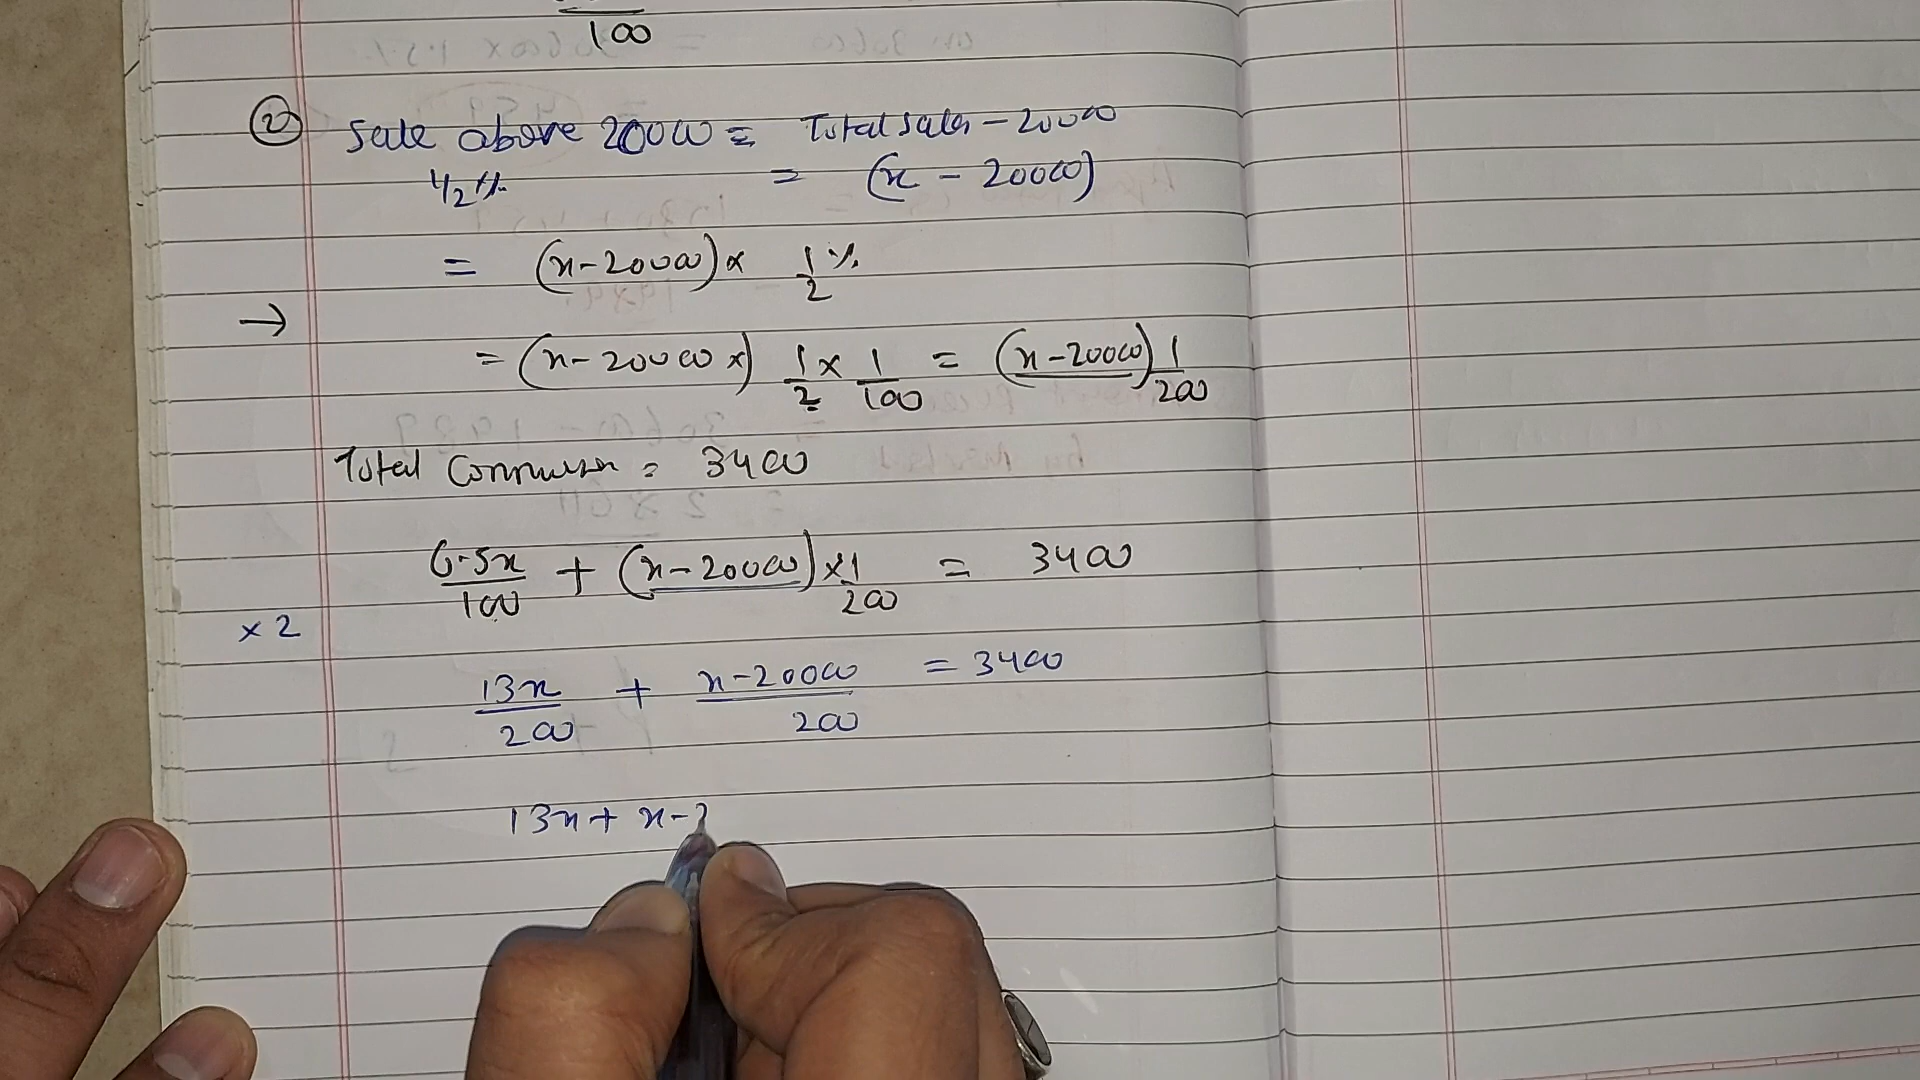 100
② Sale above 20000 = Total sales - 20000
1/2 % = (x - 20000)
= (x-20000) x 1/2 %
→
= (x-20000 x) 1/2 x 1/100 = (x-20000) 1/200
Total Commission = 3400
6.5x/100 + (x-20000) x 1/200 = 3400
x 2
13x/200 + x-20000/200 = 3400
13x + x - 2